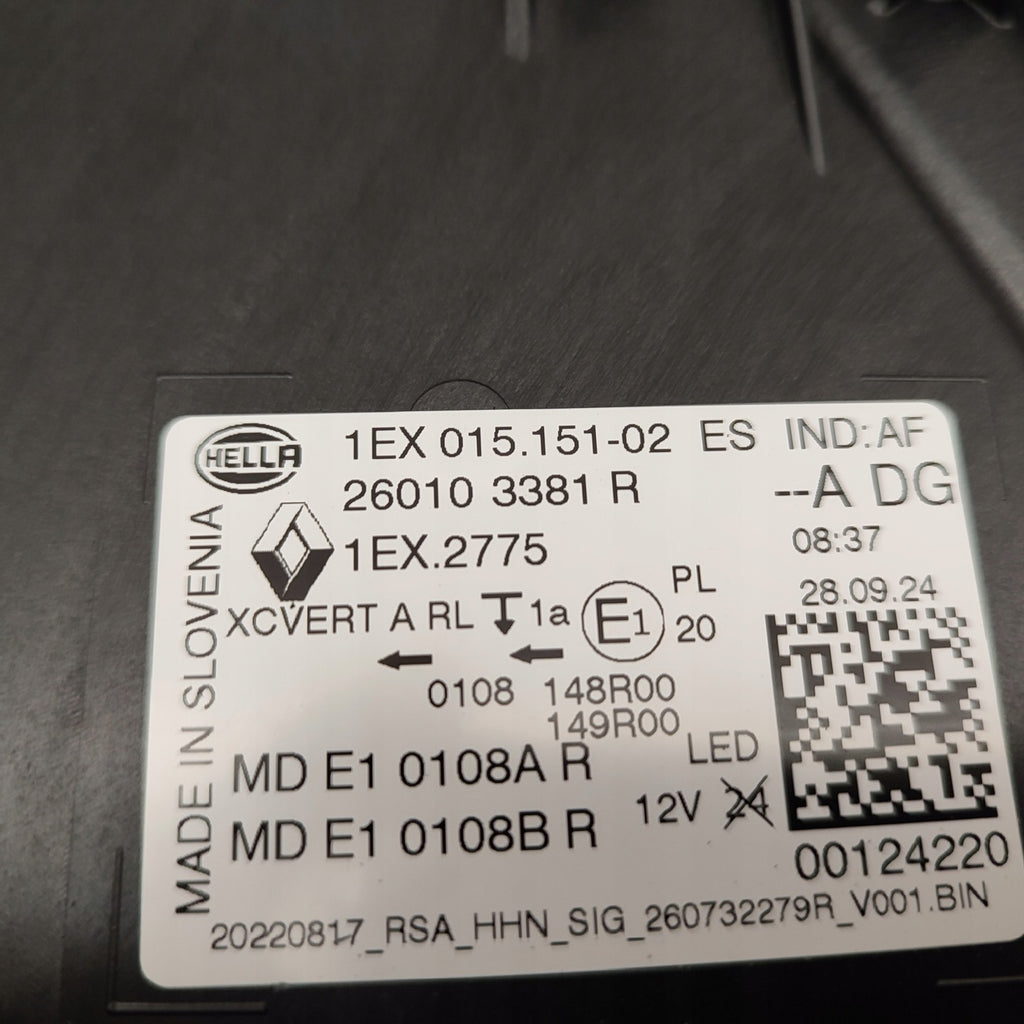 HELLA 1EX 015.151-02 ES IND:AF
26010 3381 R --A DG
1EX.2775 08:37
28.09.24
XCVERT A RL 1a E1 PL
20
0108 148R00
149R00
LED
MD E1 0108A R
12V 24
MD E1 0108B R
00124220
20220817_RSA_HHN_SIG_260732279R_V001.BIN
MADE IN SLOVENIA